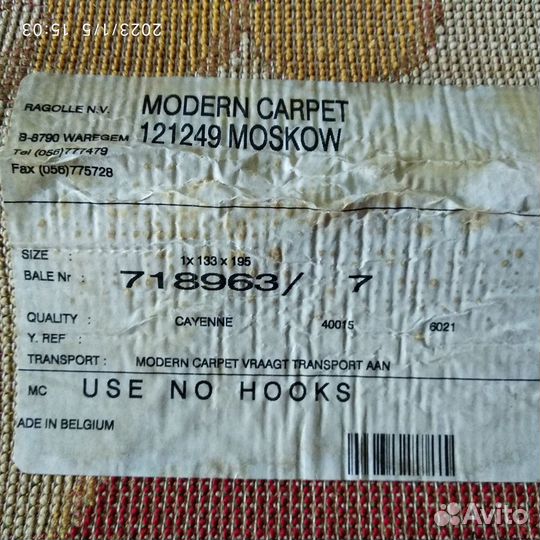 2023/1/5 15:03
RAGOLLE N.V. MODERN CARPET
B-8790 WAREGEM 121249 MOSKOW
Tel (056)777479
Fax (056)775728
SIZE : 1 x 133 x 195
BALE Nr : 718963/ 7
QUALITY : CAYENNE 40015 6021
Y. REF :
TRANSPORT : MODERN CARPET VRAAGT TRANSPORT AAN
MC USE NO HOOKS
ADE IN BELGIUM
Avito